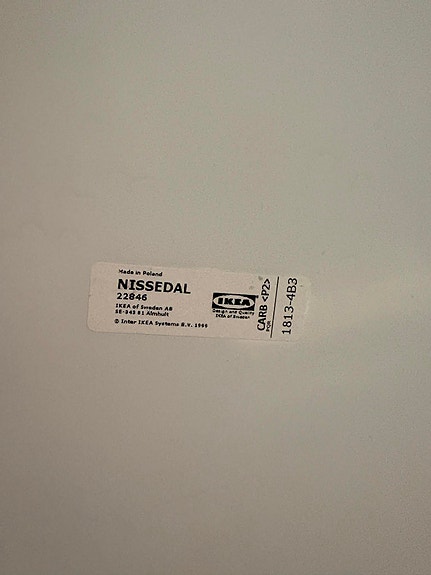 Made in Poland
NISSEDAL
22846
IKEA of Sweden AB
SE-343 81 Älmhult
© Inter IKEA Systems B.V. 1999
IKEA
Design and Quality
IKEA of Sweden
CARB <P2>
POR
1813-4B3